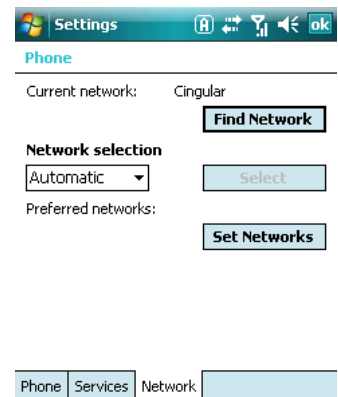 Settings A ok
Phone
Current network: Cingular
Find Network
Network selection
Automatic Select
Preferred networks:
Set Networks
Phone Services Network